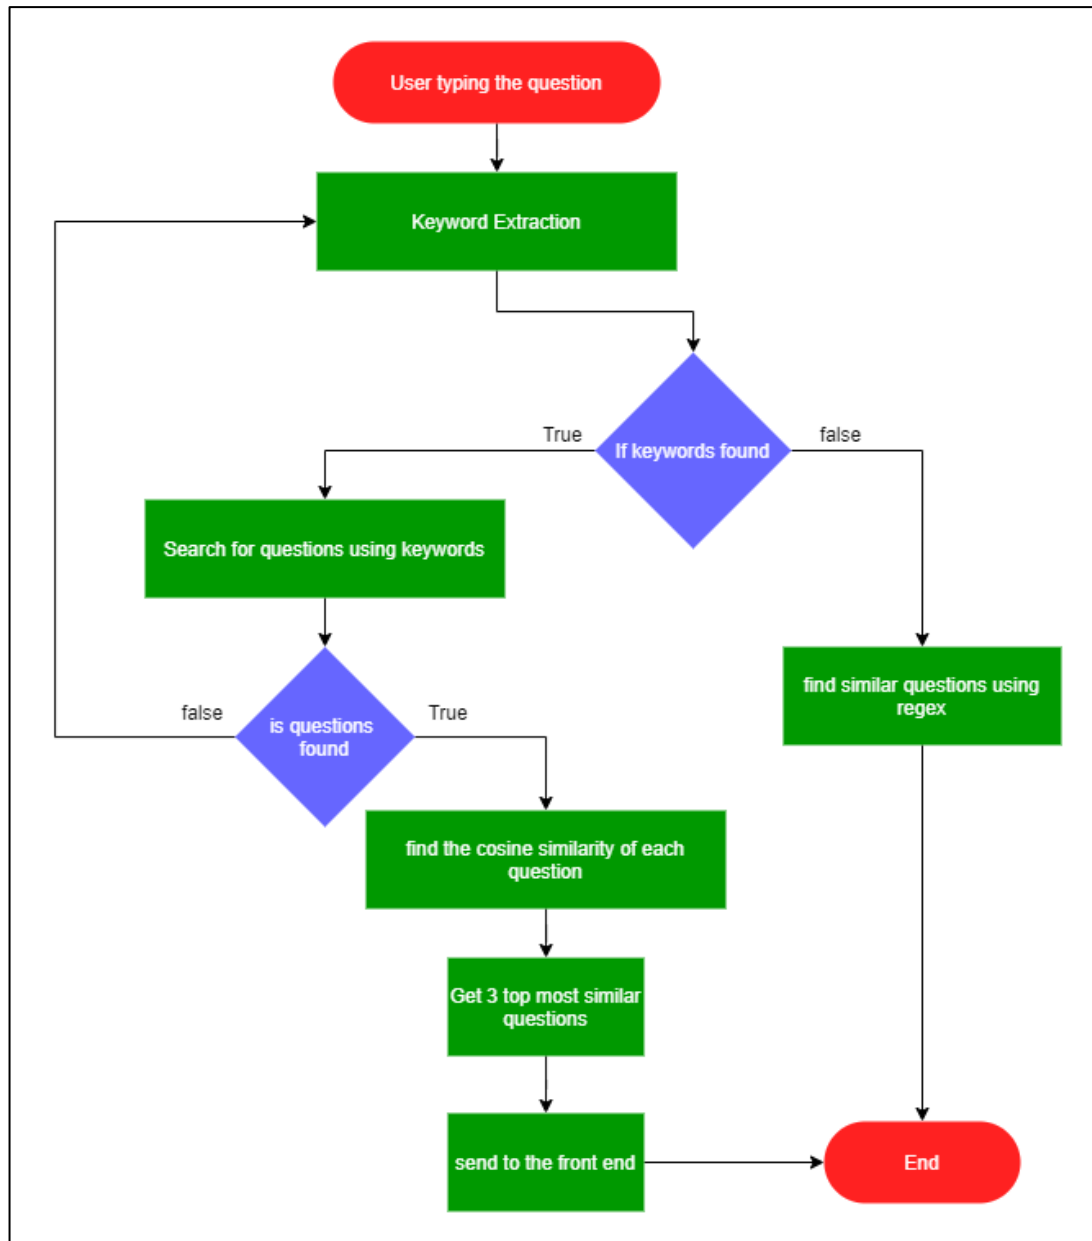 User typing the question
Keyword Extraction
If keywords found
True
false
Search for questions using keywords
is questions
found
false
True
find similar questions using
regex
find the cosine similarity of each
question
Get 3 top most similar
questions
send to the front end
End